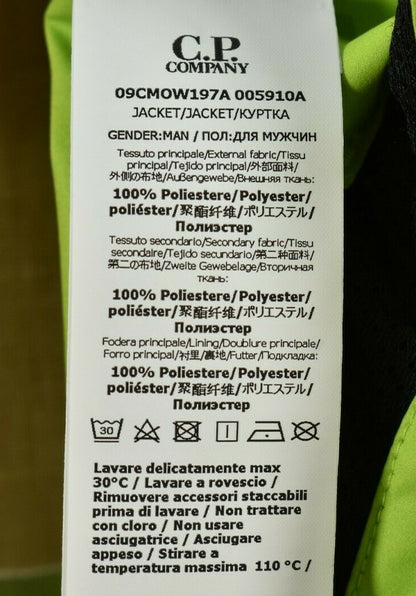 C.P.
COMPANY
09CMOW197A 005910A
JACKET/JACKET/КУРТКА
GENDER:MAN / ПОЛ:ДЛЯ МУЖЧИН
Tessuto principale/External fabric/Tissu
principal/Tejido principal/外部面料/
外側の布地/Außengewebe/Внешняя ткань:
100% Poliestere/Polyester/
poliéster/聚酯纤维/ポリエステル/
Полиэстер
Tessuto secondario/Secondary fabric/Tissu
secondaire/Tejido secundario/第二种面料/
第二の布地/Zweite Gewebelage/Вторичная
ткань:
100% Poliestere/Polyester/
poliéster/聚酯纤维/ポリエステル/
Полиэстер
Fodera principale/Lining/Doublure principale/
Forro principal/衬里/裏地/Futter/Подкладка:
100% Poliestere/Polyester/
poliéster/聚酯纤维/ポリエステル/
Полиэстер
30
Lavare delicatamente max
30°C / Lavare a rovescio /
Rimuovere accessori staccabili
prima di lavare / Non trattare
con cloro / Non usare
asciugatrice / Asciugare
appeso / Stirare a
temperatura massima 110°C /